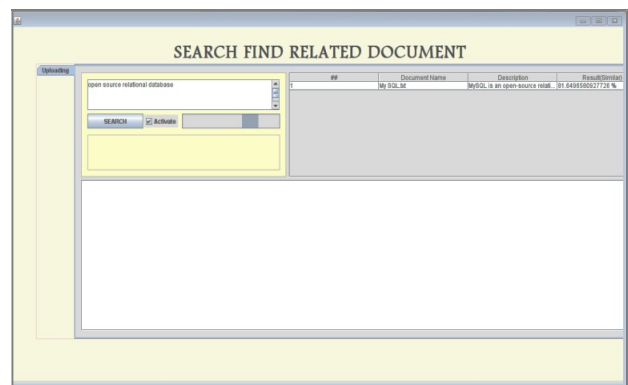 SEARCH FIND RELATED DOCUMENT
Uploading
open source relational database
SEARCH
Activate
## Document Name Description Result(Similar)
1 My SQL.txt MySQL is an open-source relati... 81.6496580927726 %